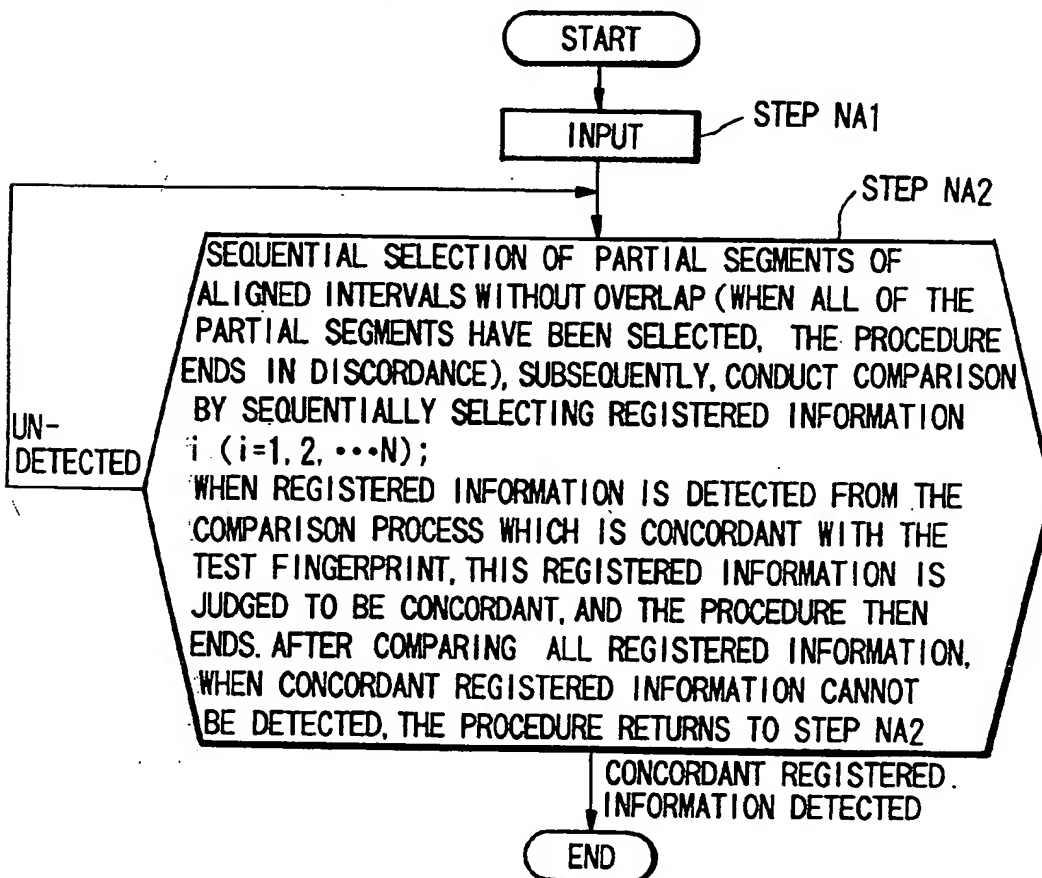 START
INPUT
STEP NA1
STEP NA2
SEQUENTIAL SELECTION OF PARTIAL SEGMENTS OF
ALIGNED INTERVALS WITHOUT OVERLAP (WHEN ALL OF THE
PARTIAL SEGMENTS HAVE BEEN SELECTED, THE PROCEDURE
ENDS IN DISCORDANCE), SUBSEQUENTLY, CONDUCT COMPARISON
BY SEQUENTIALLY SELECTING REGISTERED INFORMATION
i (i=1, 2, •••N);
WHEN REGISTERED INFORMATION IS DETECTED FROM THE
COMPARISON PROCESS WHICH IS CONCORDANT WITH THE
TEST FINGERPRINT, THIS REGISTERED INFORMATION IS
JUDGED TO BE CONCORDANT, AND THE PROCEDURE THEN
ENDS. AFTER COMPARING ALL REGISTERED INFORMATION,
WHEN CONCORDANT REGISTERED INFORMATION CANNOT
BE DETECTED, THE PROCEDURE RETURNS TO STEP NA2
UN-
DETECTED
CONCORDANT REGISTERED
INFORMATION DETECTED
END